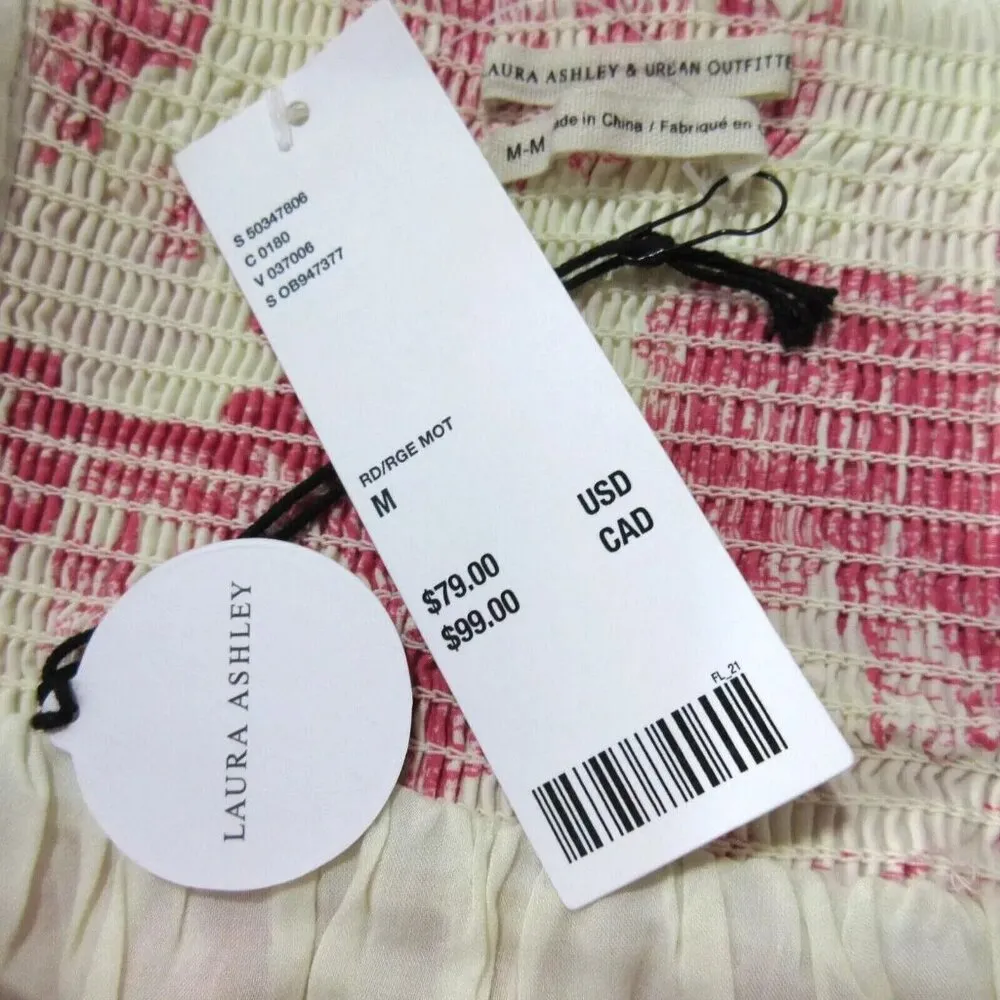 AURA ASHLEY & URBAN OUTFITTE
ade in China / Fabriqué en
M-M
S 50347806
C 0180
V 037006
S OB947377
RD/RGE MOT
M
USD
CAD
$79.00
$99.00
FL_21
LAURA ASHLEY